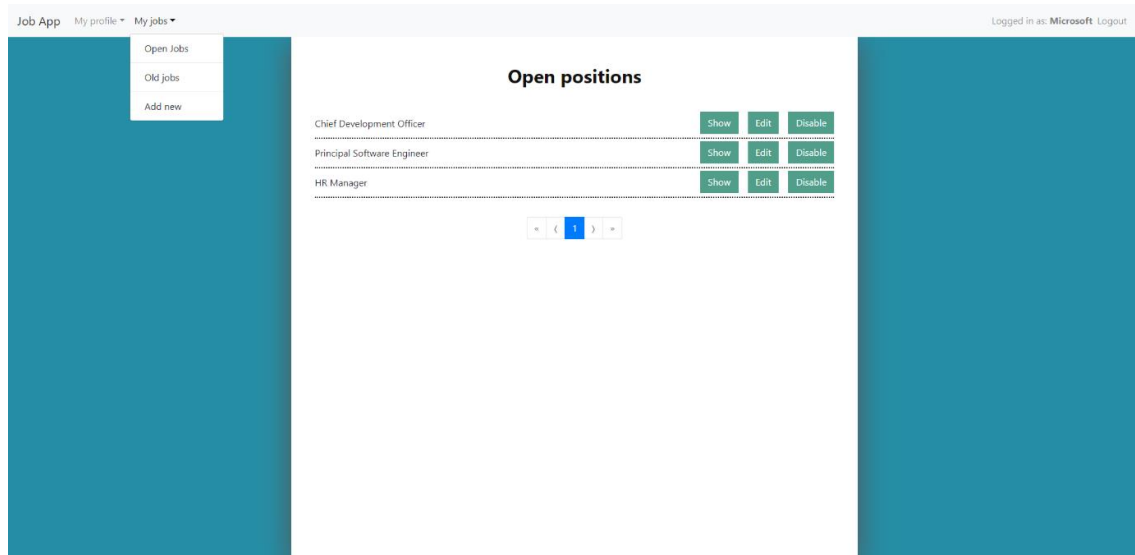 Job App My profile My jobs Logged in as: Microsoft Logout
Open Jobs
Old jobs
Add new
Open positions
Chief Development Officer Show Edit Disable
Principal Software Engineer Show Edit Disable
HR Manager Show Edit Disable
« ⟨ 1 ⟩ »